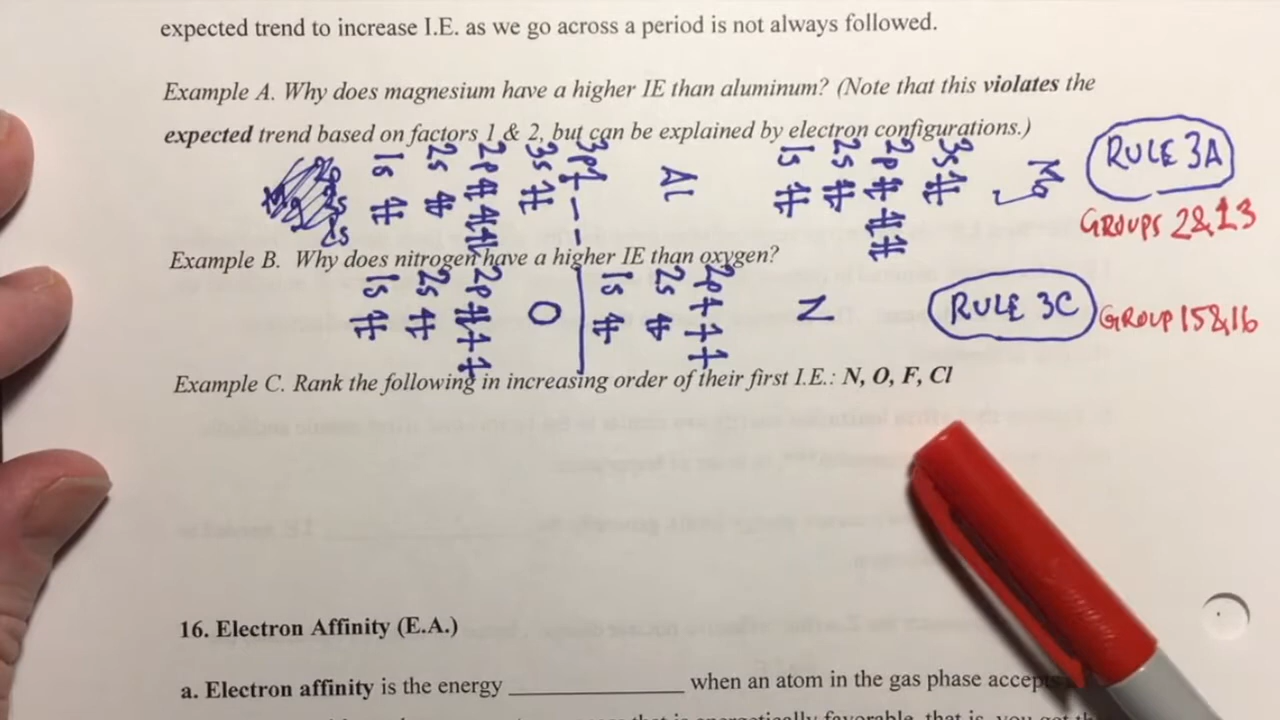 expected trend to increase I.E. as we go across a period is not always followed.
Example A. Why does magnesium have a higher IE than aluminum? (Note that this violates the
expected trend based on factors 1 & 2, but can be explained by electron configurations.)
1s 2s 2p 3s 3p Al
1s 2s 2p 3s Mg
RULE 3A
GROUPS 2&13
Example B. Why does nitrogen have a higher IE than oxygen?
1s 2s 2p O
1s 2s 2p N
RULE 3C
GROUP 15&16
Example C. Rank the following in increasing order of their first I.E.: N, O, F, Cl
16. Electron Affinity (E.A.)
a. Electron affinity is the energy ______________ when an atom in the gas phase accepts